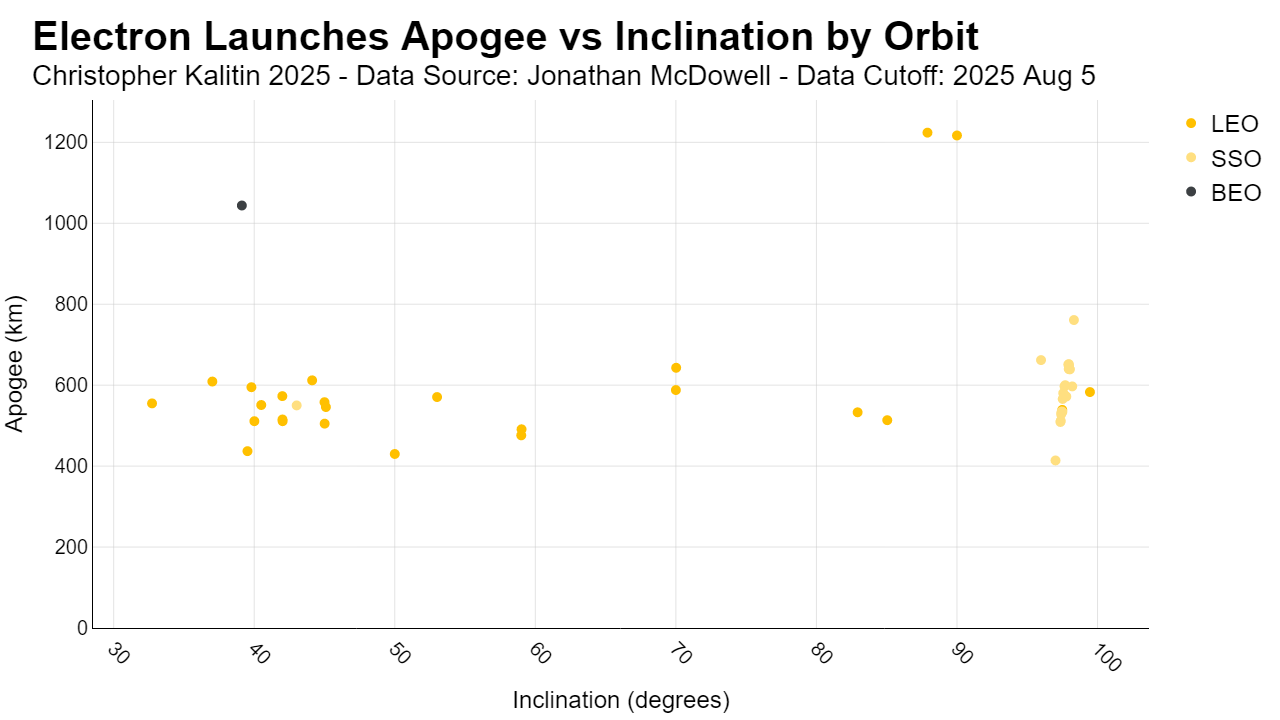 Electron Launches Apogee vs Inclination by Orbit
Christopher Kalitin 2025 - Data Source: Jonathan McDowell - Data Cutoff: 2025 Aug 5
LEO
SSO
BEO
Apogee (km)
1200
1000
800
600
400
200
0
30
40
50
60
70
80
90
100
Inclination (degrees)